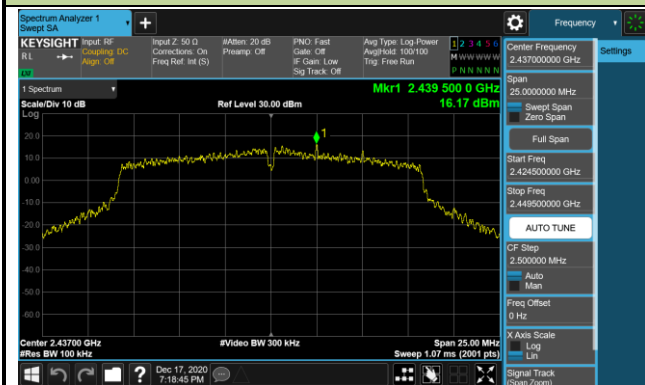 Spectrum Analyzer 1
Swept SA
Frequency
KEYSIGHT
RL
Input: RF
Coupling: DC
Align: Off
Input Z: 50 Ω
Corrections: On
Freq Ref: Int (S)
#Atten: 20 dB
Preamp: Off
PNO: Fast
Gate: Off
IF Gain: Low
Sig Track: Off
Avg Type: Log-Power
Avg|Hold: 100/100
Trig: Free Run
1 2 3 4 5 6
M W W W W W
P N N N N N
1 Spectrum
Scale/Div 10 dB
Ref Level 30.00 dBm
Mkr1 2.439 500 0 GHz
16.17 dBm
Log
1
20.0
10.0
0.00
-10.0
-20.0
-30.0
-40.0
-50.0
-60.0
Center 2.43700 GHz
#Res BW 100 kHz
#Video BW 300 kHz
Span 25.00 MHz
Sweep 1.07 ms (2001 pts)
Center Frequency
2.437000000 GHz
Settings
Span
25.0000000 MHz
Swept Span
Zero Span
Full Span
Start Freq
2.424500000 GHz
Stop Freq
2.449500000 GHz
AUTO TUNE
CF Step
2.500000 MHz
Auto
Man
Freq Offset
0 Hz
X Axis Scale
Log
Lin
Signal Track
(Span Zoom)
Dec 17, 2020
7:18:45 PM